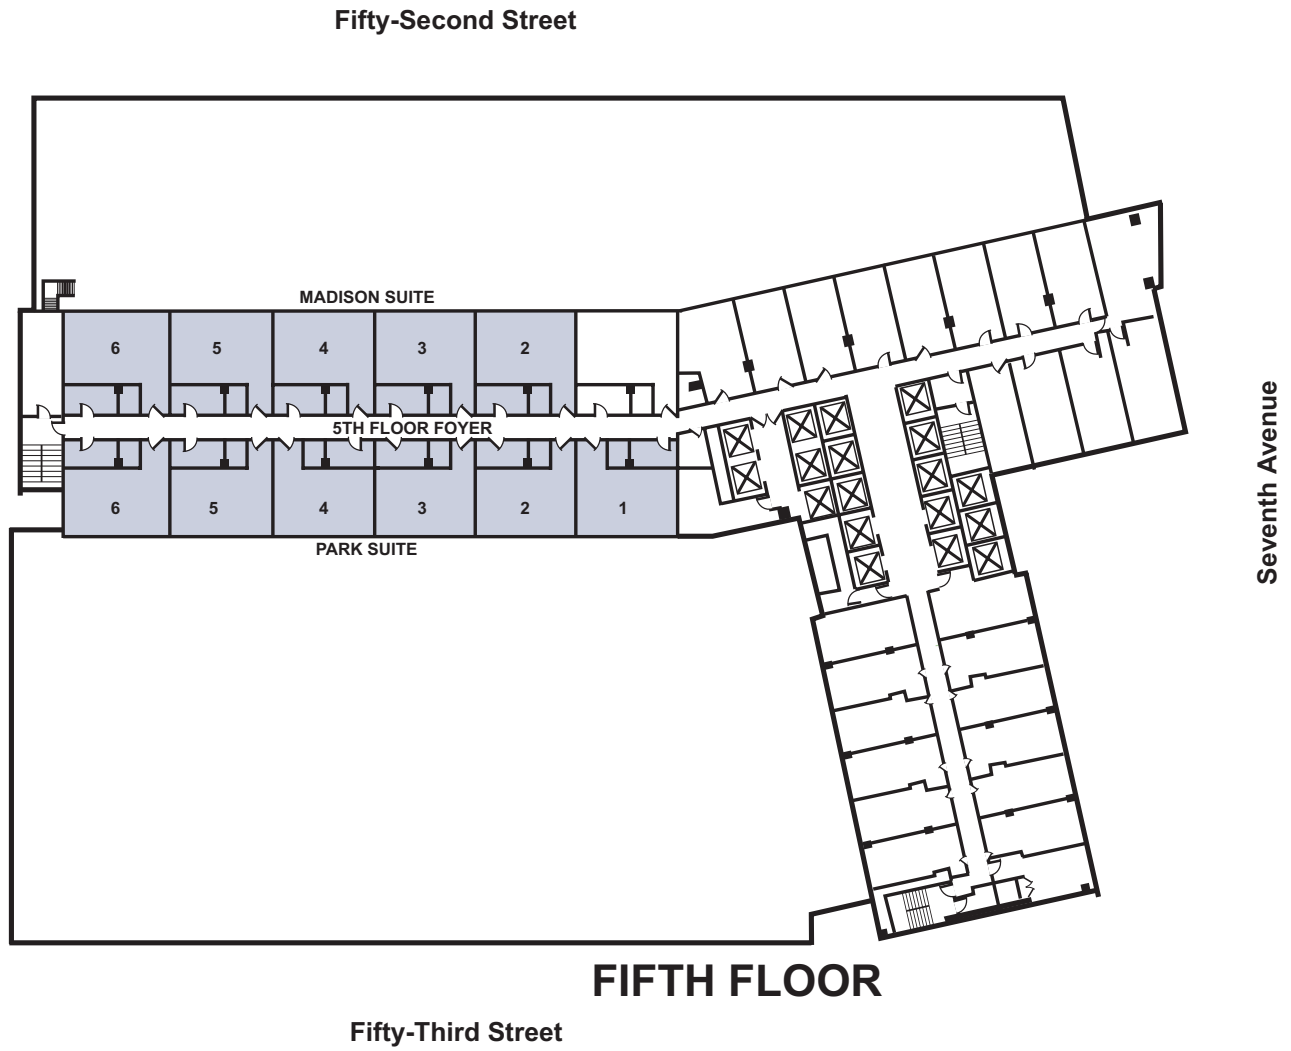 Fifty-Second Street
MADISON SUITE
6 5 4 3 2
5TH FLOOR FOYER
6 5 4 3 2 1
PARK SUITE
Seventh Avenue
FIFTH FLOOR
Fifty-Third Street